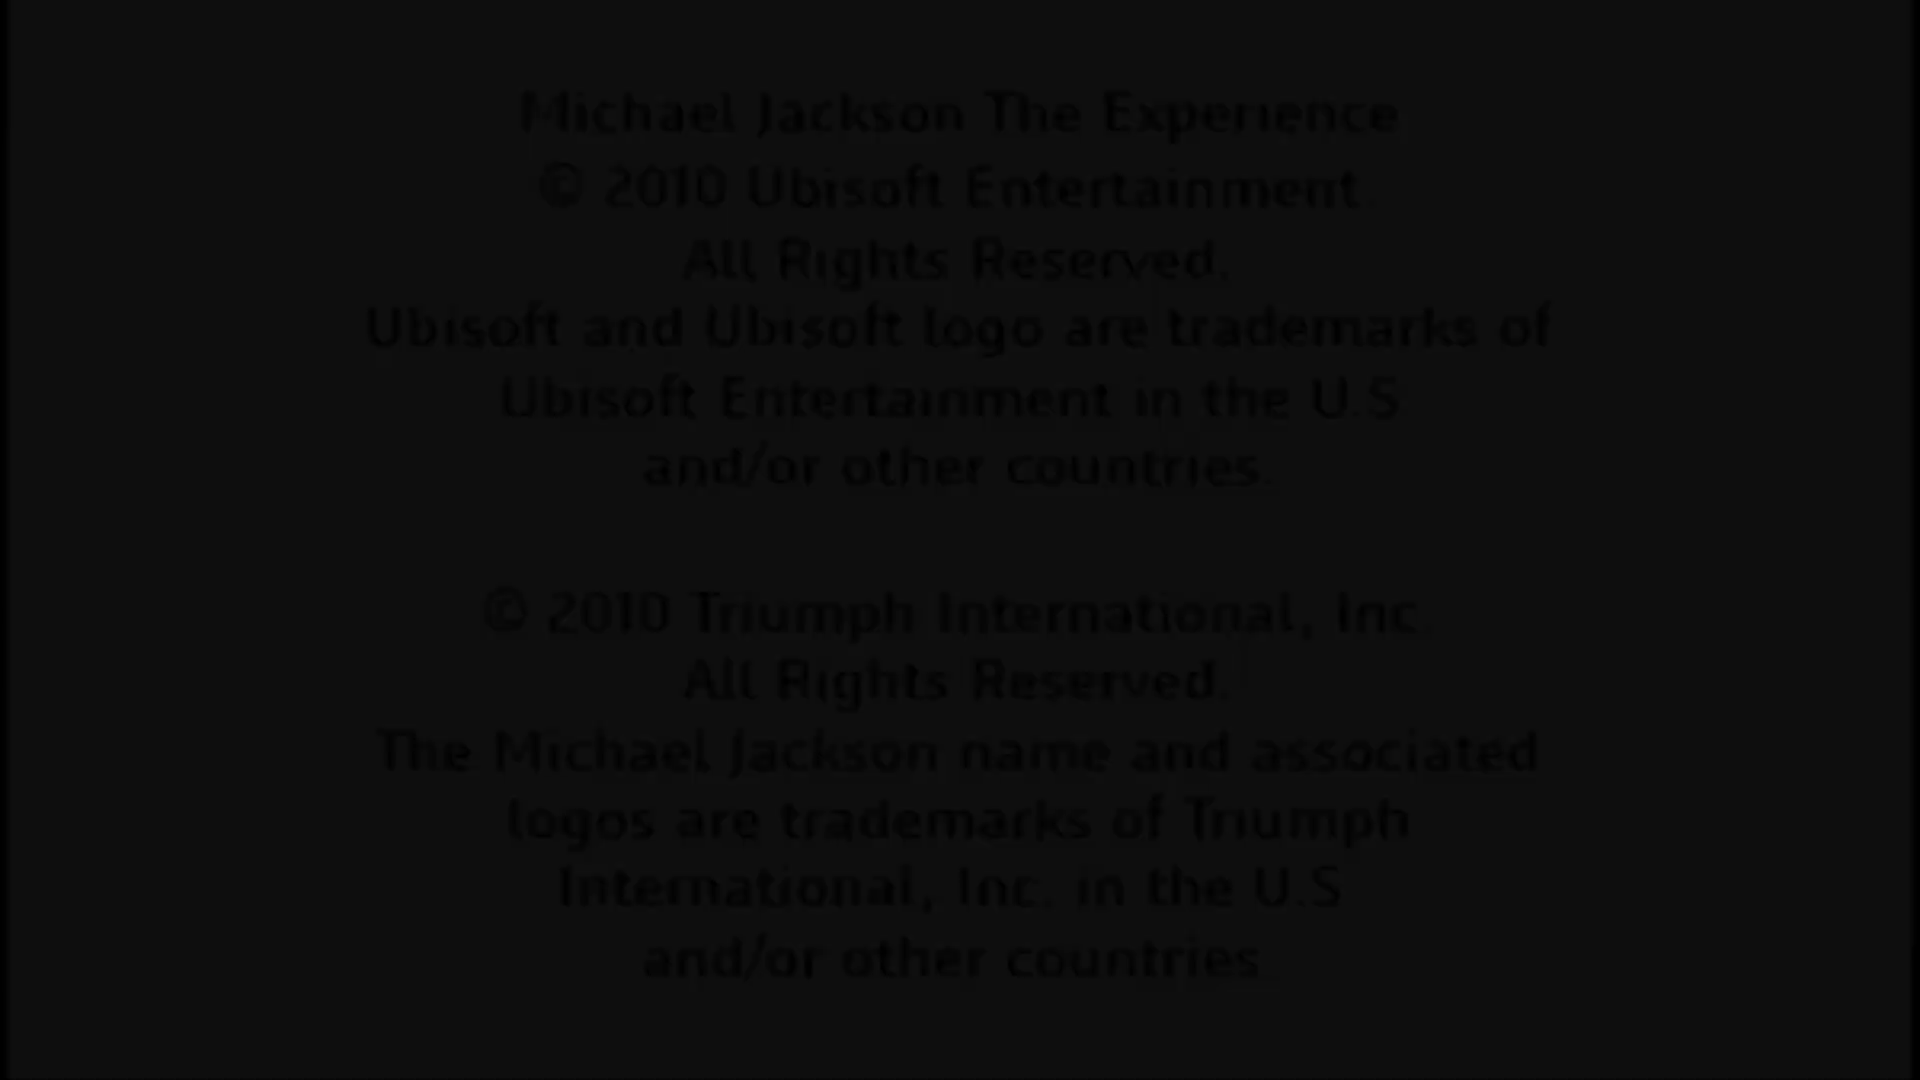 Michael Jackson The Experience
© 2010 Ubisoft Entertainment.
All Rights Reserved.
Ubisoft and Ubisoft logo are trademarks of
Ubisoft Entertainment in the U.S
and/or other countries.
© 2010 Triumph International, Inc.
All Rights Reserved.
The Michael Jackson name and associated
logos are trademarks of Triumph
International, Inc. in the U.S
and/or other countries.